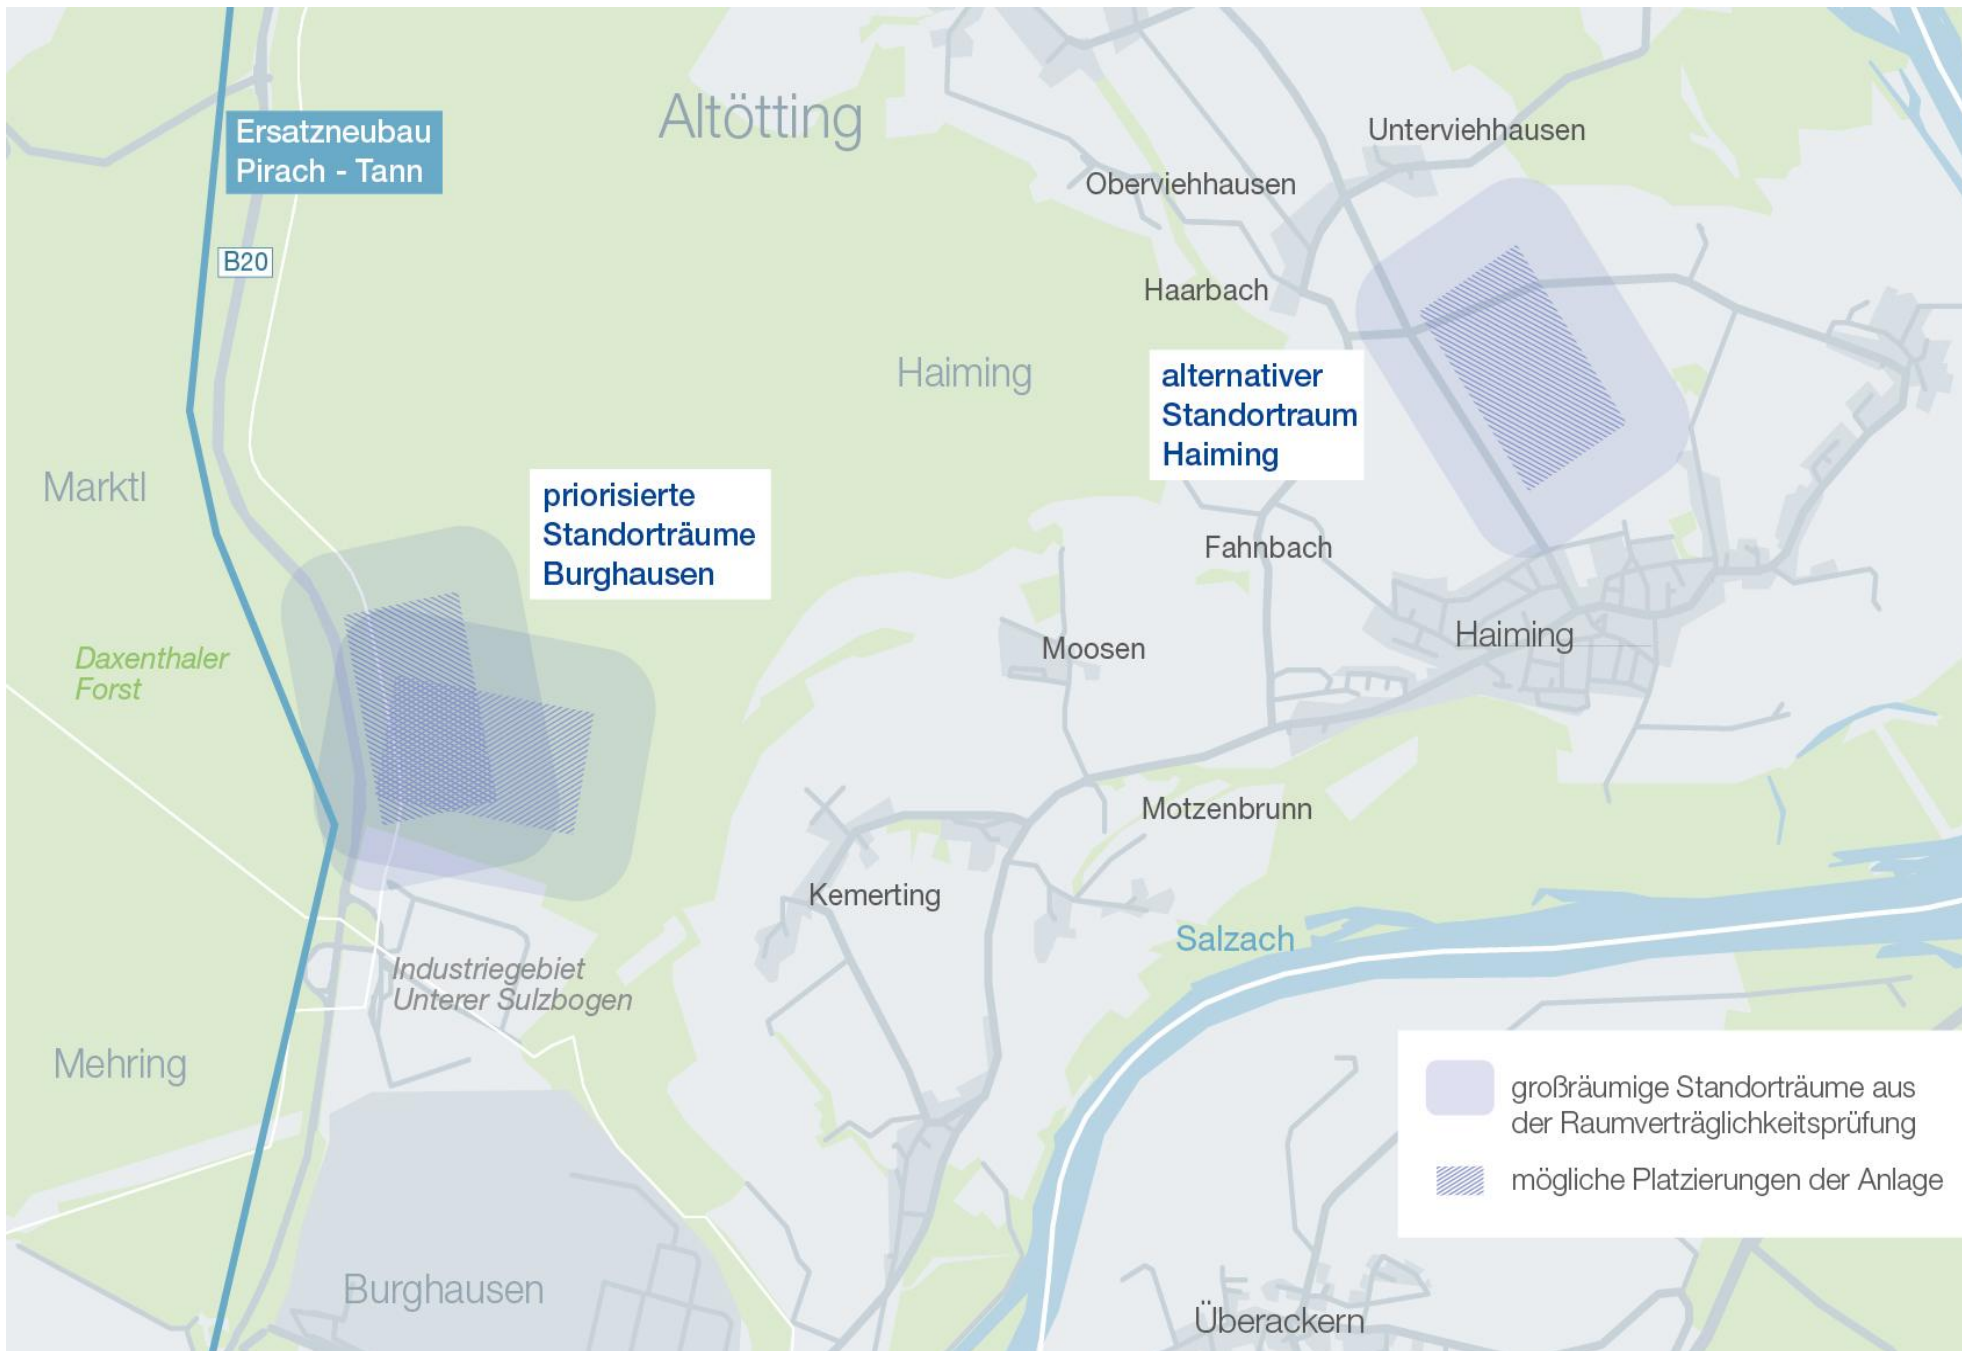 Altötting
Ersatzneubau
Pirach - Tann
Unterviehhausen
Oberviehhausen
B20
Haarbach
Haiming
alternativer
Standortraum
Haiming
Marktl
priorisierte
Standorträume
Burghausen
Fahnbach
Haiming
Moosen
Daxenthaler
Forst
Motzenbrunn
Kemerting
Salzach
Industriegebiet
Unterer Sulzbogen
Mehring
großräumige Standorträume aus
der Raumverträglichkeitsprüfung
mögliche Platzierungen der Anlage
Burghausen
Überackern